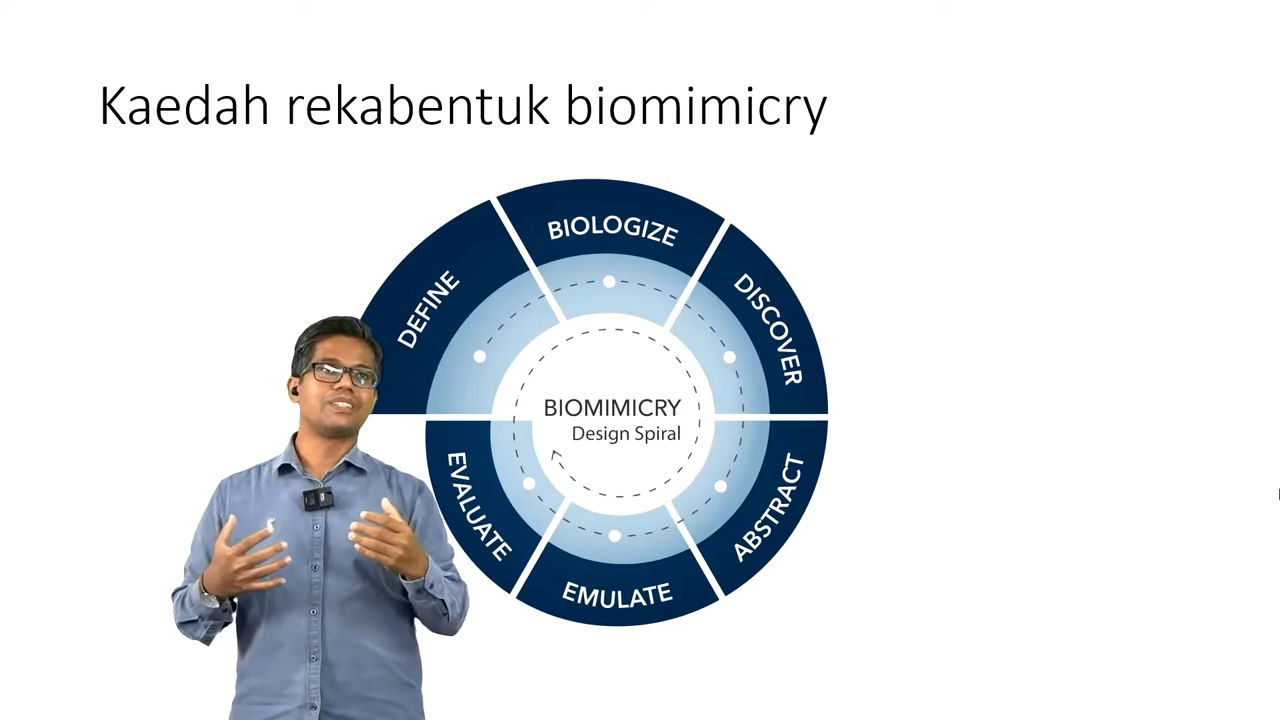 Kaedah rekabentuk biomimicry
DEFINE
BIOLOGIZE
DISCOVER
ABSTRACT
EMULATE
EVALUATE
BIOMIMICRY
Design Spiral